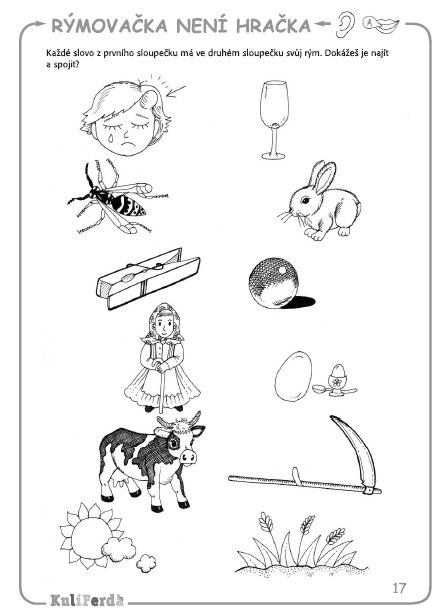 RÝMOVAČKA NENÍ HRAČKA
A
Každé slovo z prvního sloupečku má ve druhém sloupečku svůj rým. Dokážeš je najít
a spojit?
17
KuliFerda